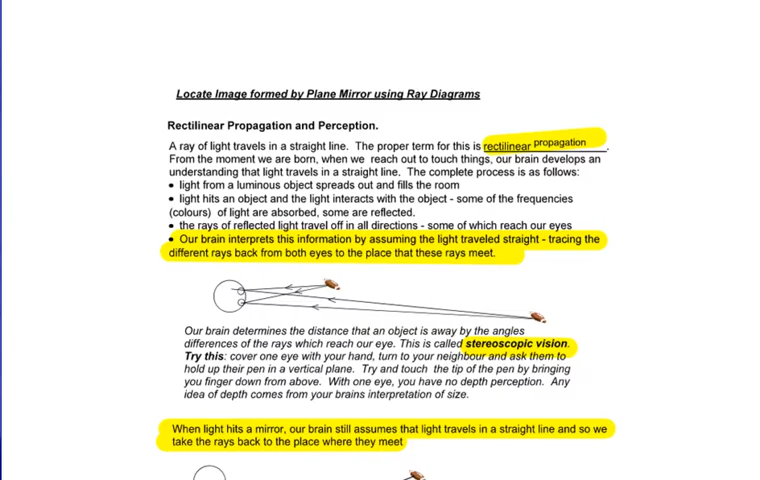 Locate Image formed by Plane Mirror using Ray Diagrams
Rectilinear Propagation and Perception.
A ray of light travels in a straight line. The proper term for this is rectilinear propagation.
From the moment we are born, when we reach out to touch things, our brain develops an
understanding that light travels in a straight line. The complete process is as follows:
• light from a luminous object spreads out and fills the room
• light hits an object and the light interacts with the object - some of the frequencies
(colours) of light are absorbed, some are reflected.
• the rays of reflected light travel off in all directions - some of which reach our eyes
• Our brain interprets this information by assuming the light traveled straight - tracing the
different rays back from both eyes to the place that these rays meet.
Our brain determines the distance that an object is away by the angles
differences of the rays which reach our eye. This is called stereoscopic vision.
Try this: cover one eye with your hand, turn to your neighbour and ask them to
hold up their pen in a vertical plane. Try and touch the tip of the pen by bringing
you finger down from above. With one eye, you have no depth perception. Any
idea of depth comes from your brains interpretation of size.
When light hits a mirror, our brain still assumes that light travels in a straight line and so we
take the rays back to the place where they meet